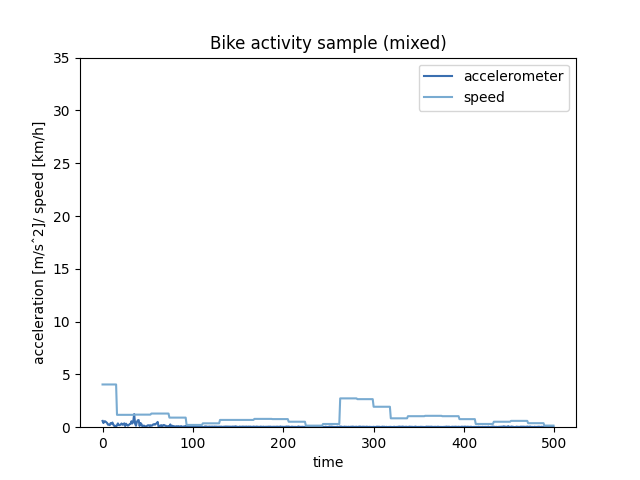 Bike activity sample (mixed)
accelerometer
speed
acceleration [m/sˆ2]/ speed [km/h]
35
30
25
20
15
10
5
0
0 100 200 300 400 500
time